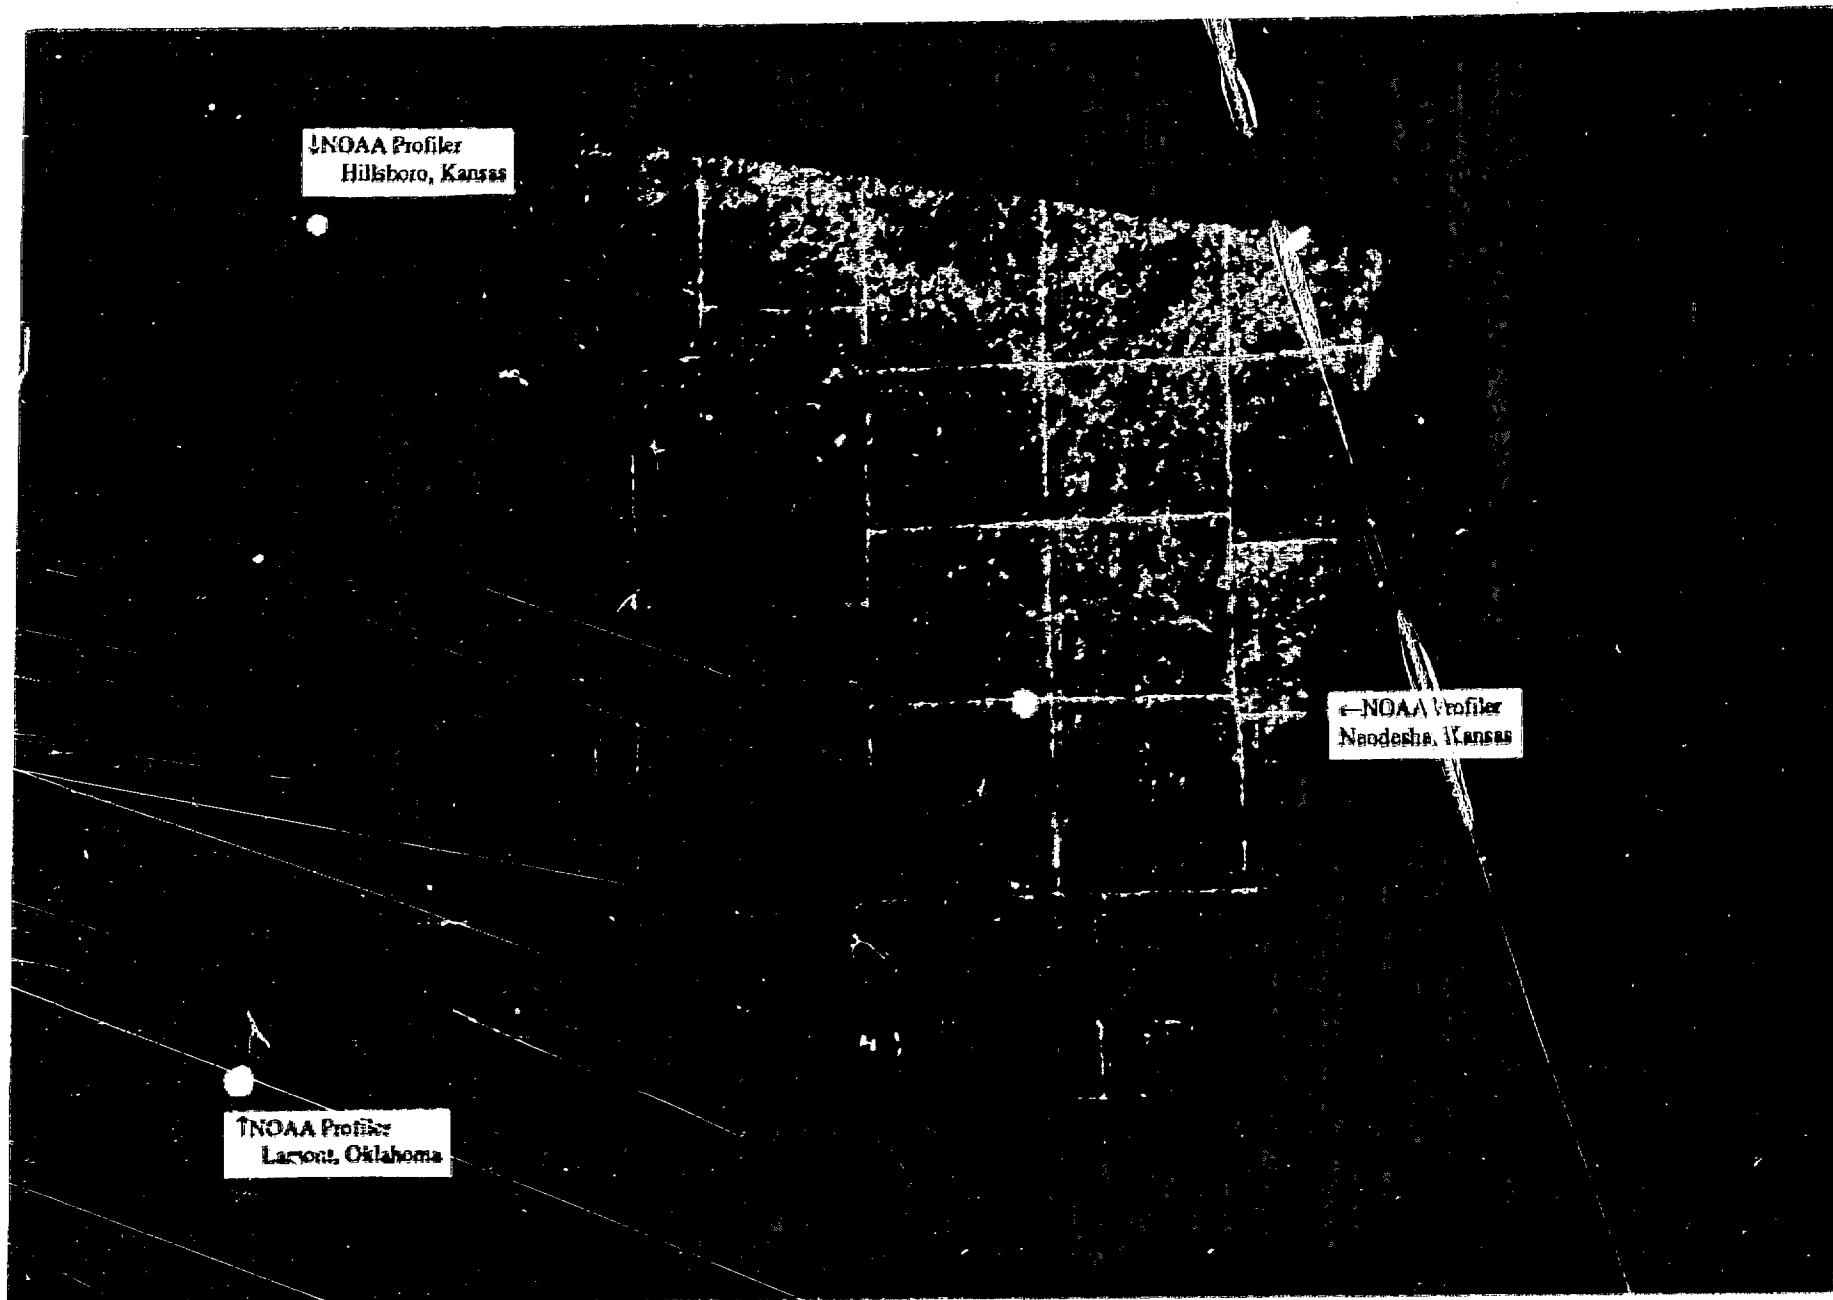 ↓NOAA Profiler
Hillsboro, Kansas
←NOAA Profiler
Neodesha, Kansas
↑NOAA Profiler
Lamont, Oklahoma